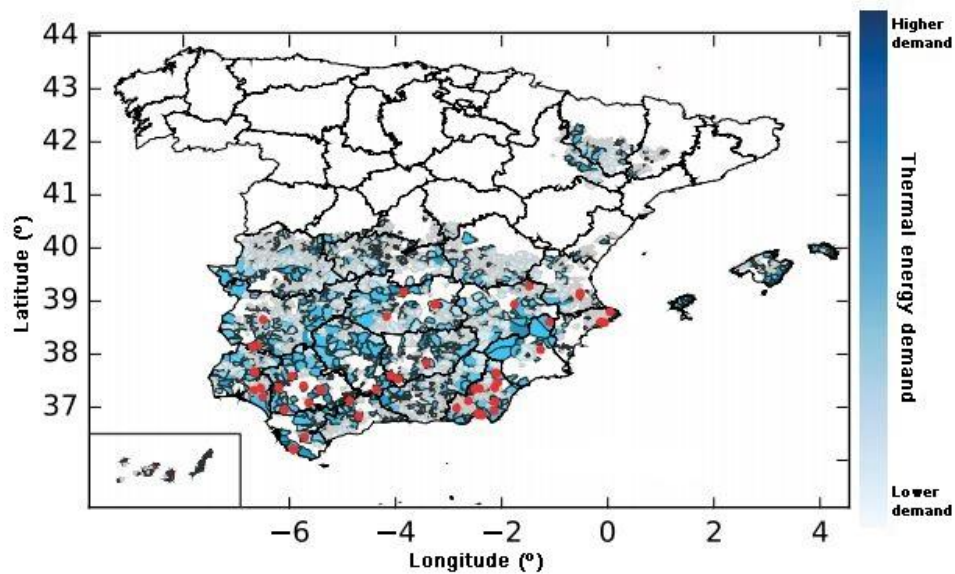 44
43
42
41
40
39
38
37
Latitude (º)
−6
−4
−2
0
2
4
Longitude (º)
Higher
demand
Thermal energy demand
Lower
demand